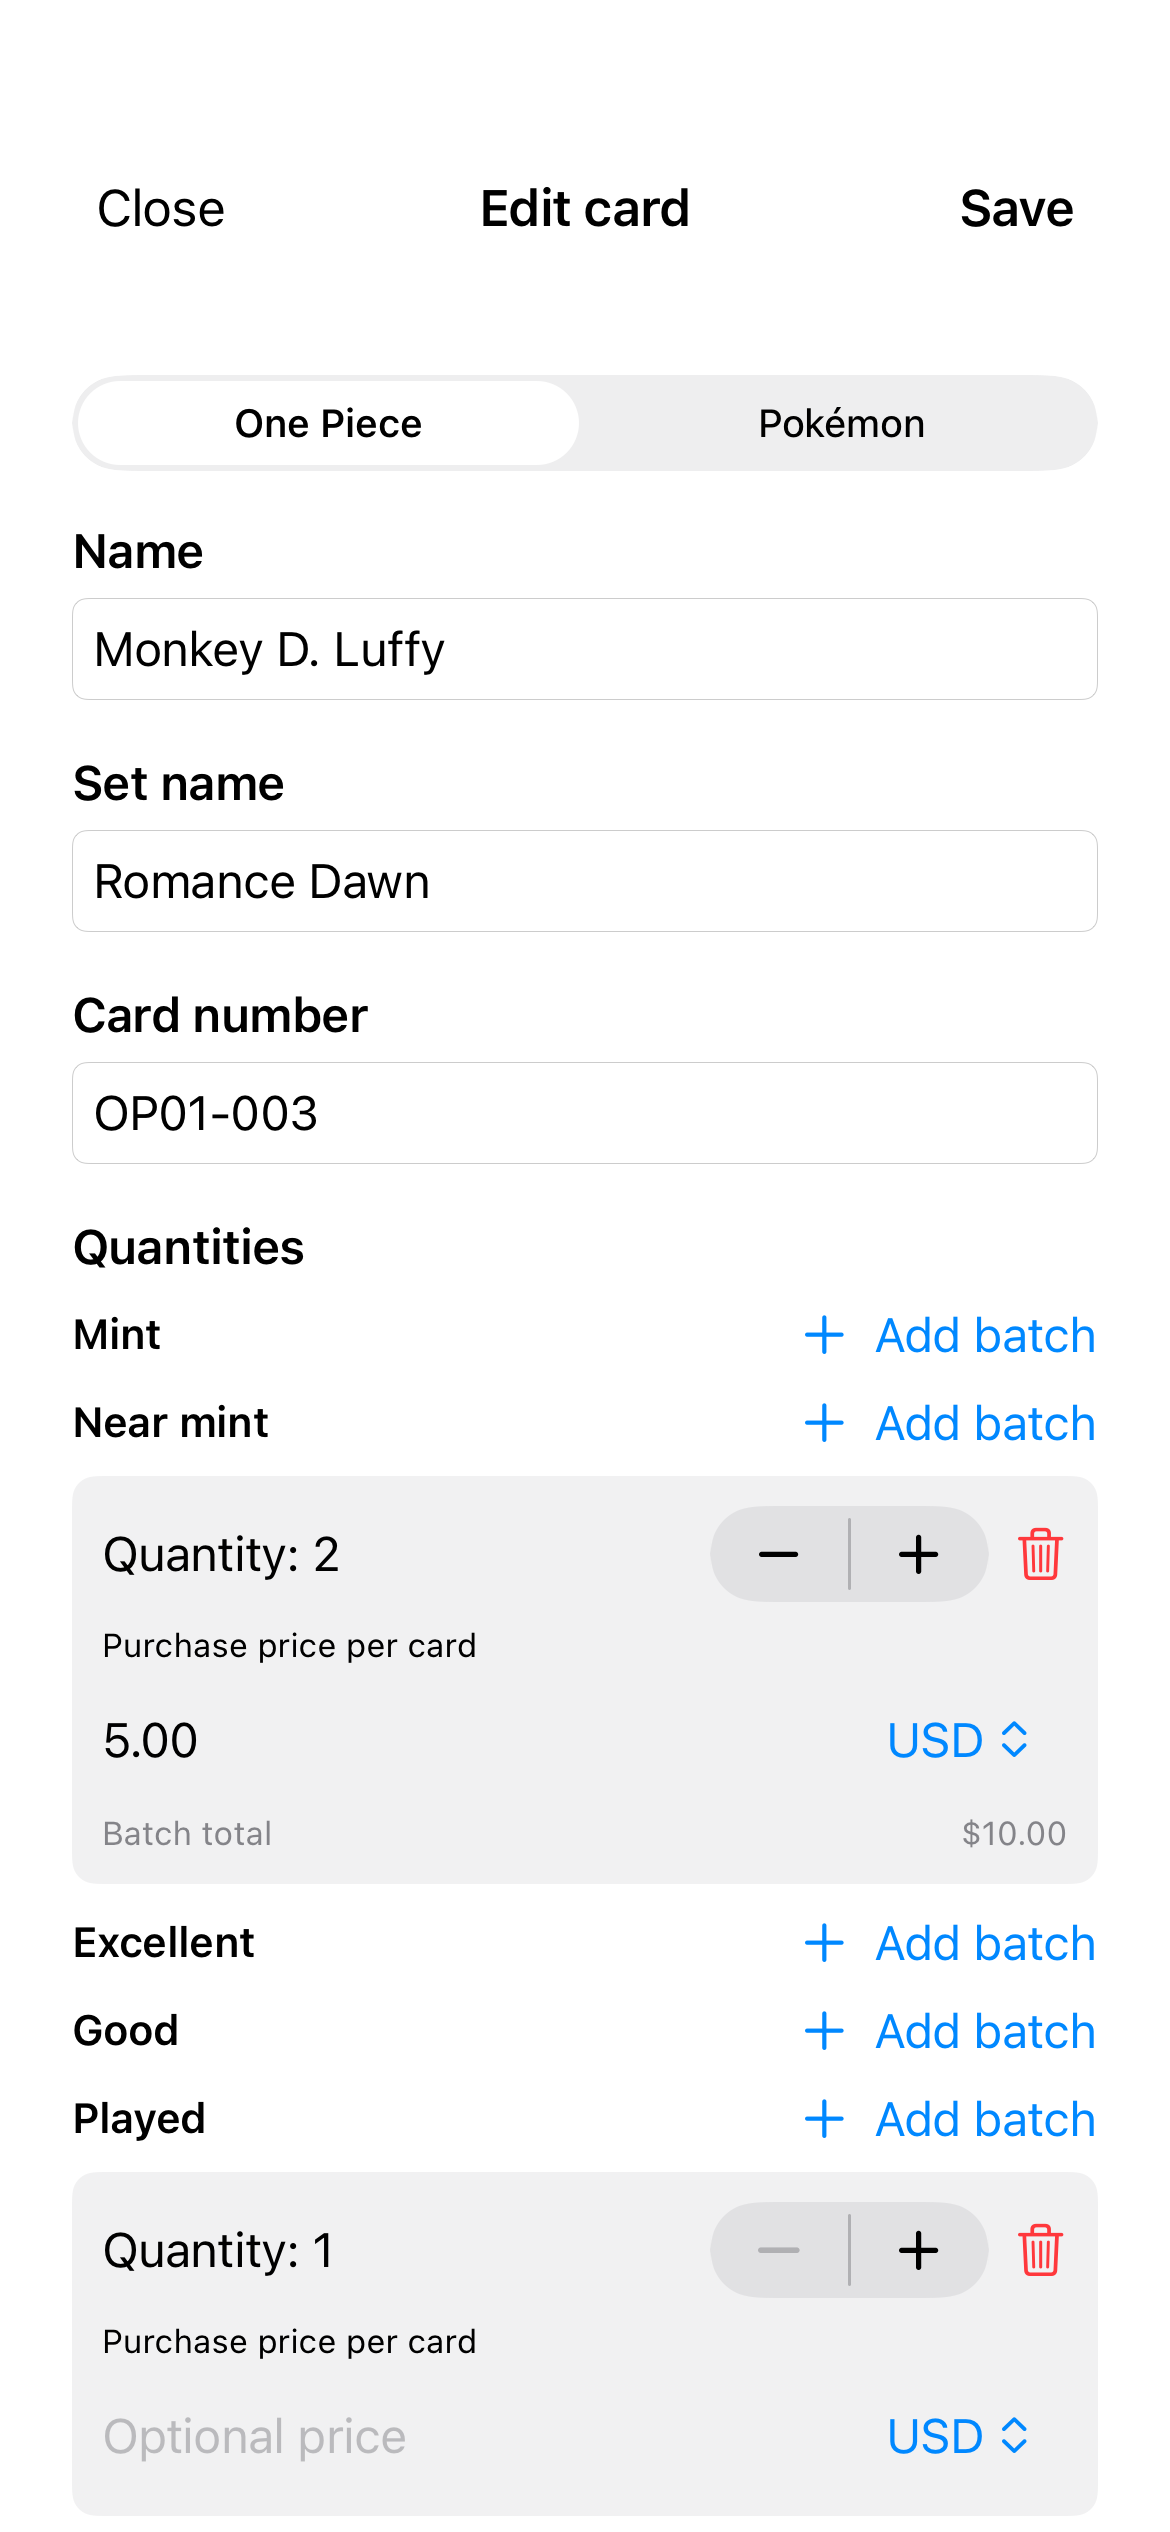 Close Edit card Save
One Piece Pokémon
Name
Monkey D. Luffy
Set name
Romance Dawn
Card number
OP01-003
Quantities
Mint + Add batch
Near mint + Add batch
Quantity: 2 − +
Purchase price per card
5.00 USD
Batch total $10.00
Excellent + Add batch
Good + Add batch
Played + Add batch
Quantity: 1 − +
Purchase price per card
Optional price USD